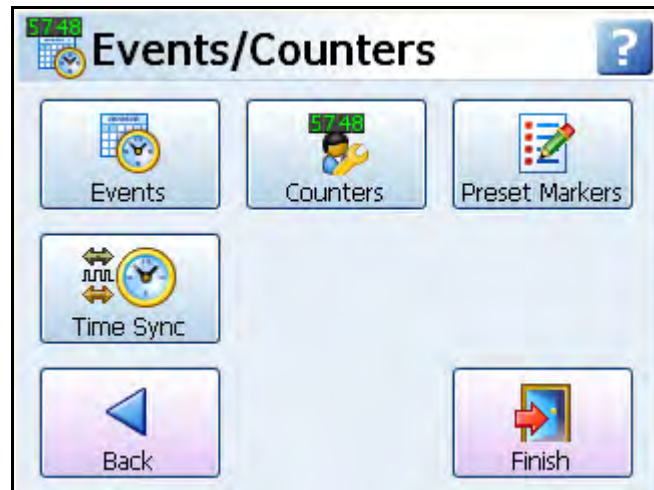 57:48
Events/Counters
?
57:48
Events
Counters
Preset Markers
Time Sync
Back
Finish